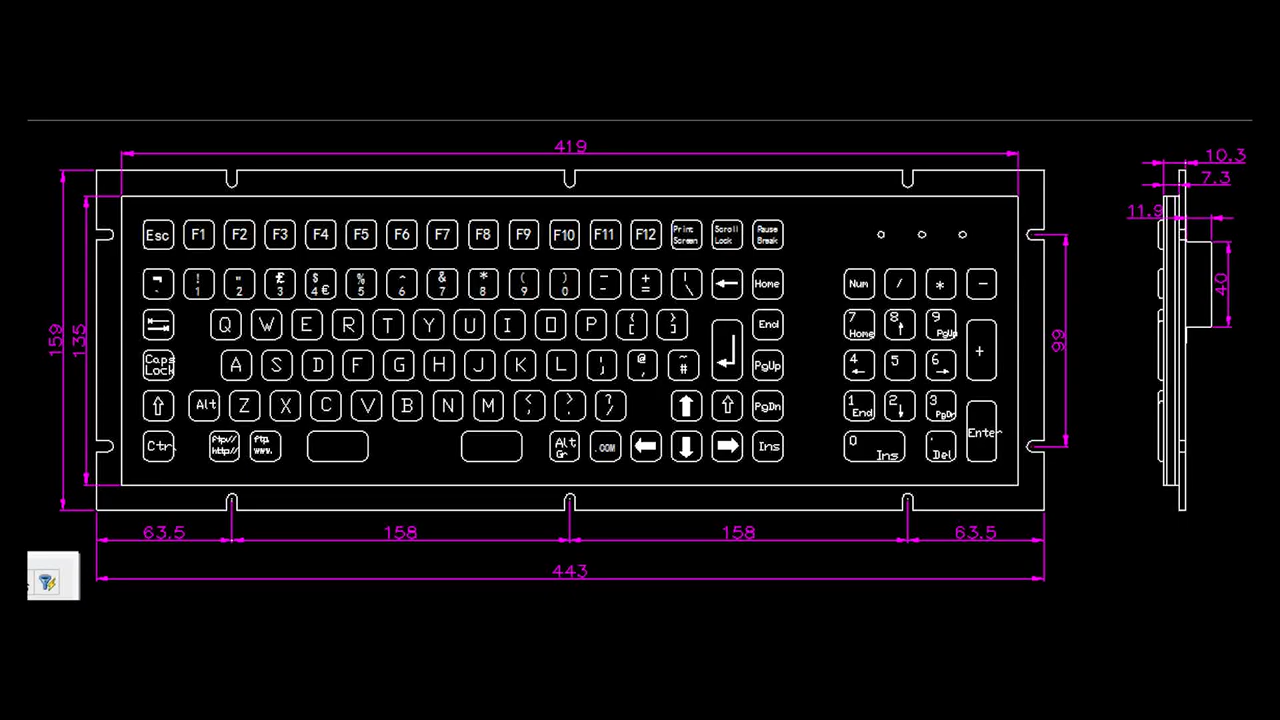 419
10.3
7.3
11.9
40
159
135
99
Esc F1 F2 F3 F4 F5 F6 F7 F8 F9 F10 F11 F12 Print Screen Scroll Lock Pause Break
¬ ` ! 1 " 2 £ 3 $ 4 € % 5 ^ 6 & 7 * 8 ( 9 ) 0 _ - + = | \ ← Home Num / * -
Q W E R T Y U I O P { [ } ] End 7 Home 8 ↑ 9 PgUp
Caps Lock A S D F G H J K L : ; @ ' ~ # PgUp 4 ← 5 6 → +
⇧ Alt Z X C V B N M < , > . ? / ⬆ ⇧ PgDn 1 End 2 ↓ 3 PgDn
Ctr ftp// http// ftp. www. Alt Gr .COM ⬅ ⬇ ➡ Ins 0 Ins . Del Enter
63.5 158 158 63.5
443